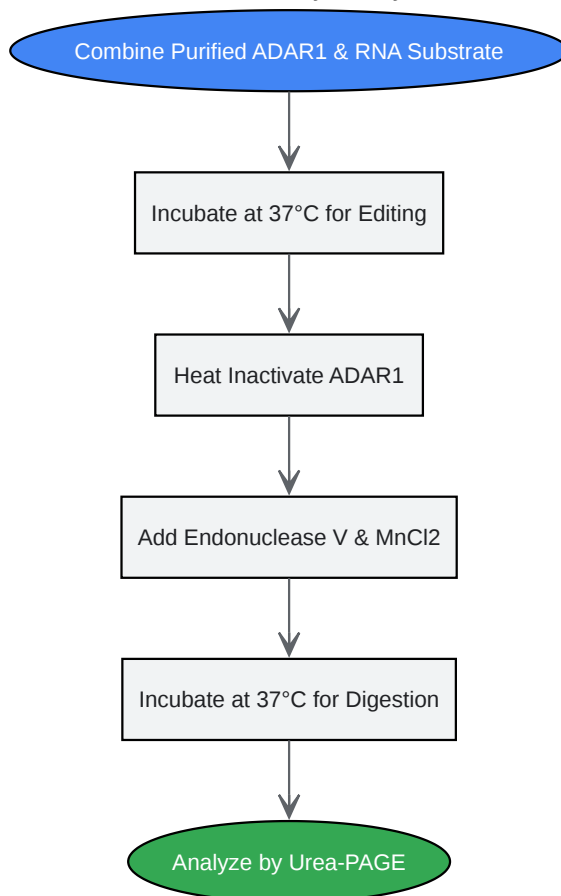 Combine Purified ADAR1 & RNA Substrate
Incubate at 37°C for Editing
Heat Inactivate ADAR1
Add Endonuclease V & MnCl2
Incubate at 37°C for Digestion
Analyze by Urea-PAGE